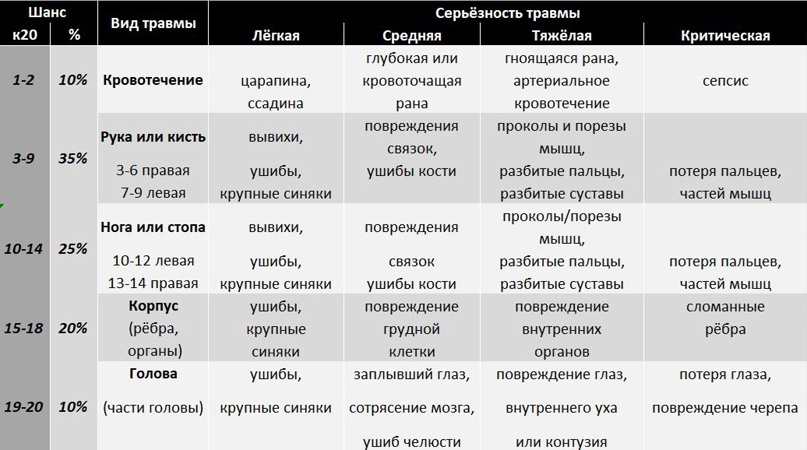 Шанс Вид травмы Серьёзность травмы
к20 % Лёгкая Средняя Тяжёлая Критическая
1-2 10% Кровотечение царапина, ссадина глубокая или кровоточащая рана гноящаяся рана, артериальное кровотечение сепсис
3-9 35% Рука или кисть 3-6 правая 7-9 левая вывихи, ушибы, крупные синяки повреждения связок, ушибы кости проколы и порезы мышц, разбитые пальцы, разбитые суставы потеря пальцев, частей мышц
10-14 25% Нога или стопа 10-12 левая 13-14 правая вывихи, ушибы, крупные синяки повреждения связок ушибы кости проколы/порезы мышц, разбитые пальцы, разбитые суставы потеря пальцев, частей мышц
15-18 20% Корпус (рёбра, органы) ушибы, крупные синяки повреждение грудной клетки повреждение внутренних органов сломанные рёбра
19-20 10% Голова (части головы) ушибы, крупные синяки заплывший глаз, сотрясение мозга, ушиб челюсти повреждение глаз, внутреннего уха или контузия потеря глаза, повреждение черепа